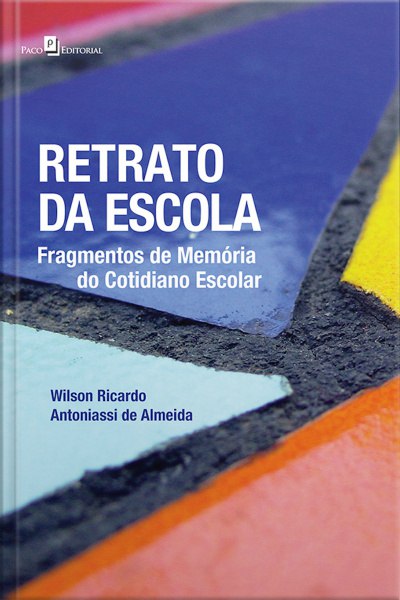 PACO EDITORIAL
RETRATO
DA ESCOLA
Fragmentos de Memória
do Cotidiano Escolar
Wilson Ricardo
Antoniassi de Almeida